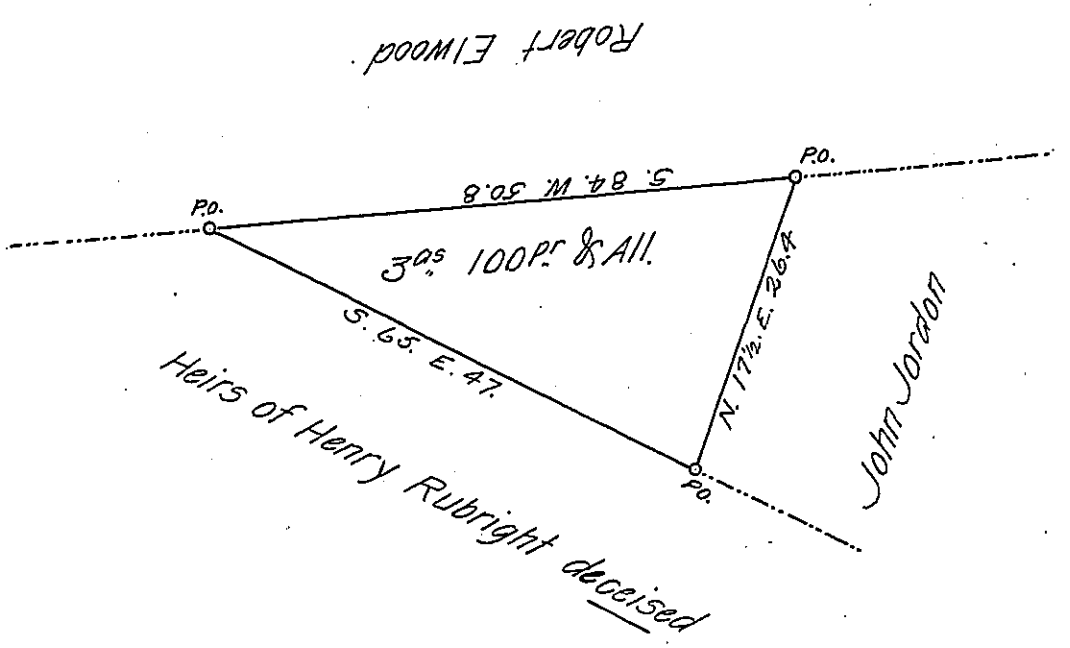 Robert Elwood
P.O.
P.O.
S. 84. W. 50.8
3as 100Pr & All.
N. 17½. E. 26.4
S. 65. E. 47.
P.O.
John Jordon
Heirs of Henry Rubright deceised